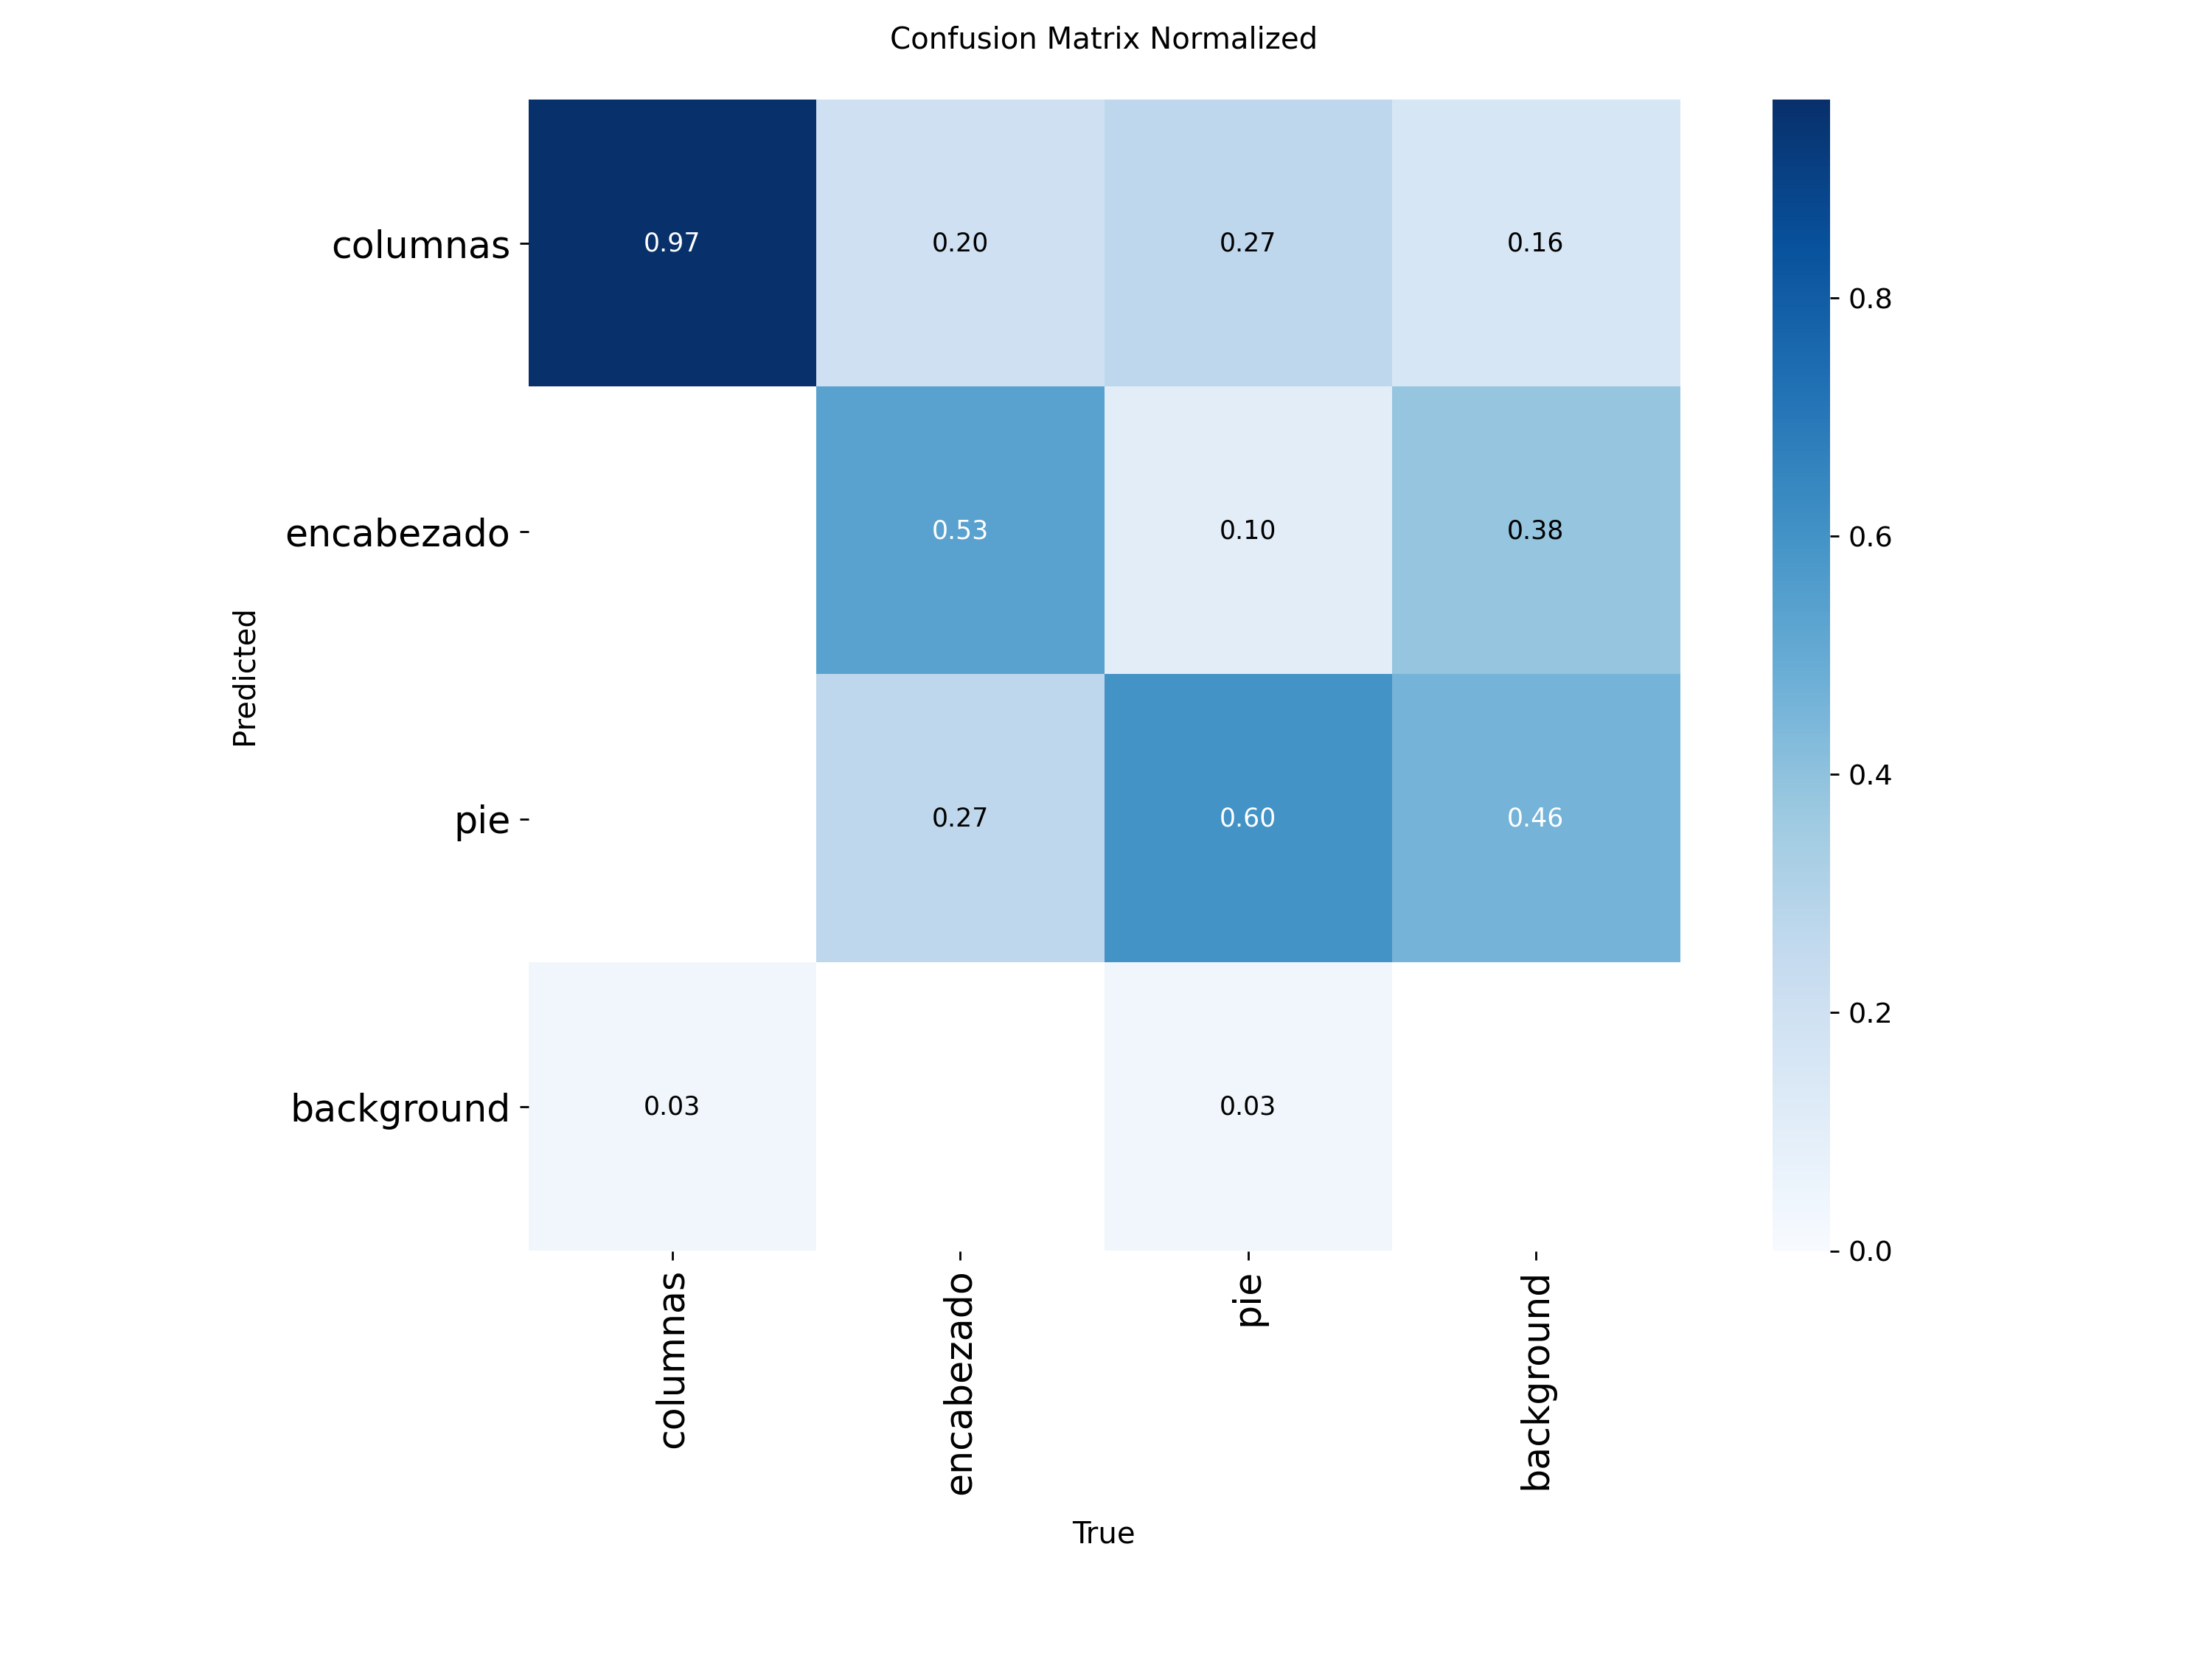 Confusion Matrix Normalized
columnas 0.97 0.20 0.27 0.16
encabezado 0.53 0.10 0.38
pie 0.27 0.60 0.46
background 0.03 0.03
columnas encabezado pie background
Predicted
True
0.8
0.6
0.4
0.2
0.0